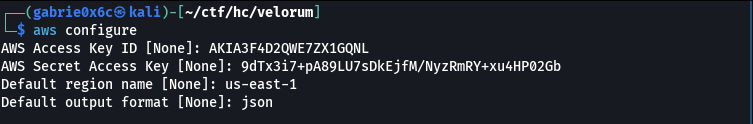 ┌──(gabrie0x6c㉿kali)-[~/ctf/hc/velorum]
└─$ aws configure
AWS Access Key ID [None]: AKIA3F4D2QWE7ZX1GQNL
AWS Secret Access Key [None]: 9dTx3i7+pA89LU7sDkEjfM/NyzRmRY+xu4HP02Gb
Default region name [None]: us-east-1
Default output format [None]: json